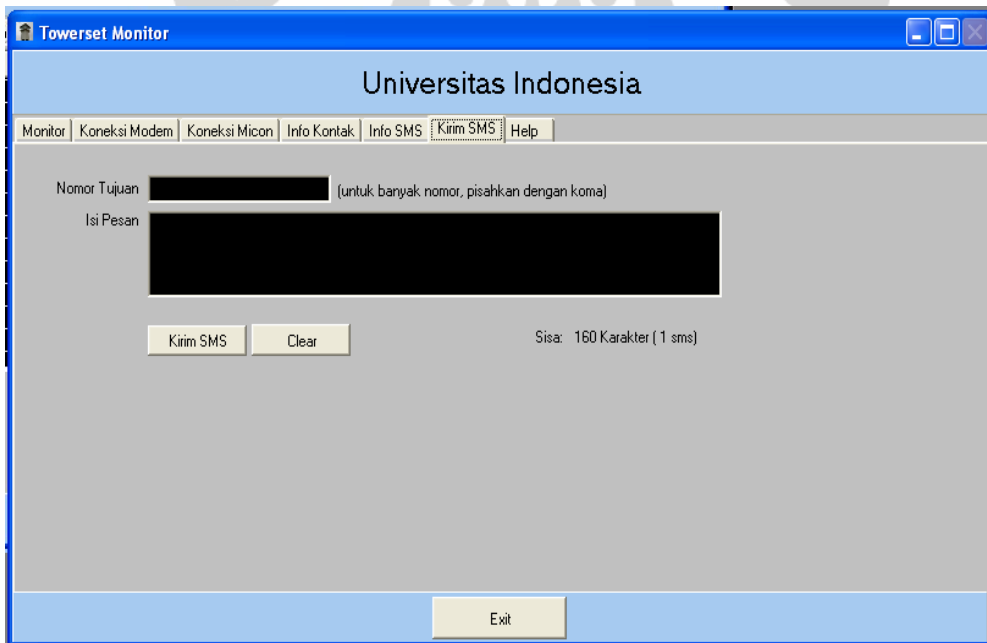 Towerset Monitor
Universitas Indonesia
Monitor Koneksi Modem Koneksi Micon Info Kontak Info SMS Kirim SMS Help
Nomor Tujuan (untuk banyak nomor, pisahkan dengan koma)
Isi Pesan
Kirim SMS Clear Sisa: 160 Karakter ( 1 sms)
Exit